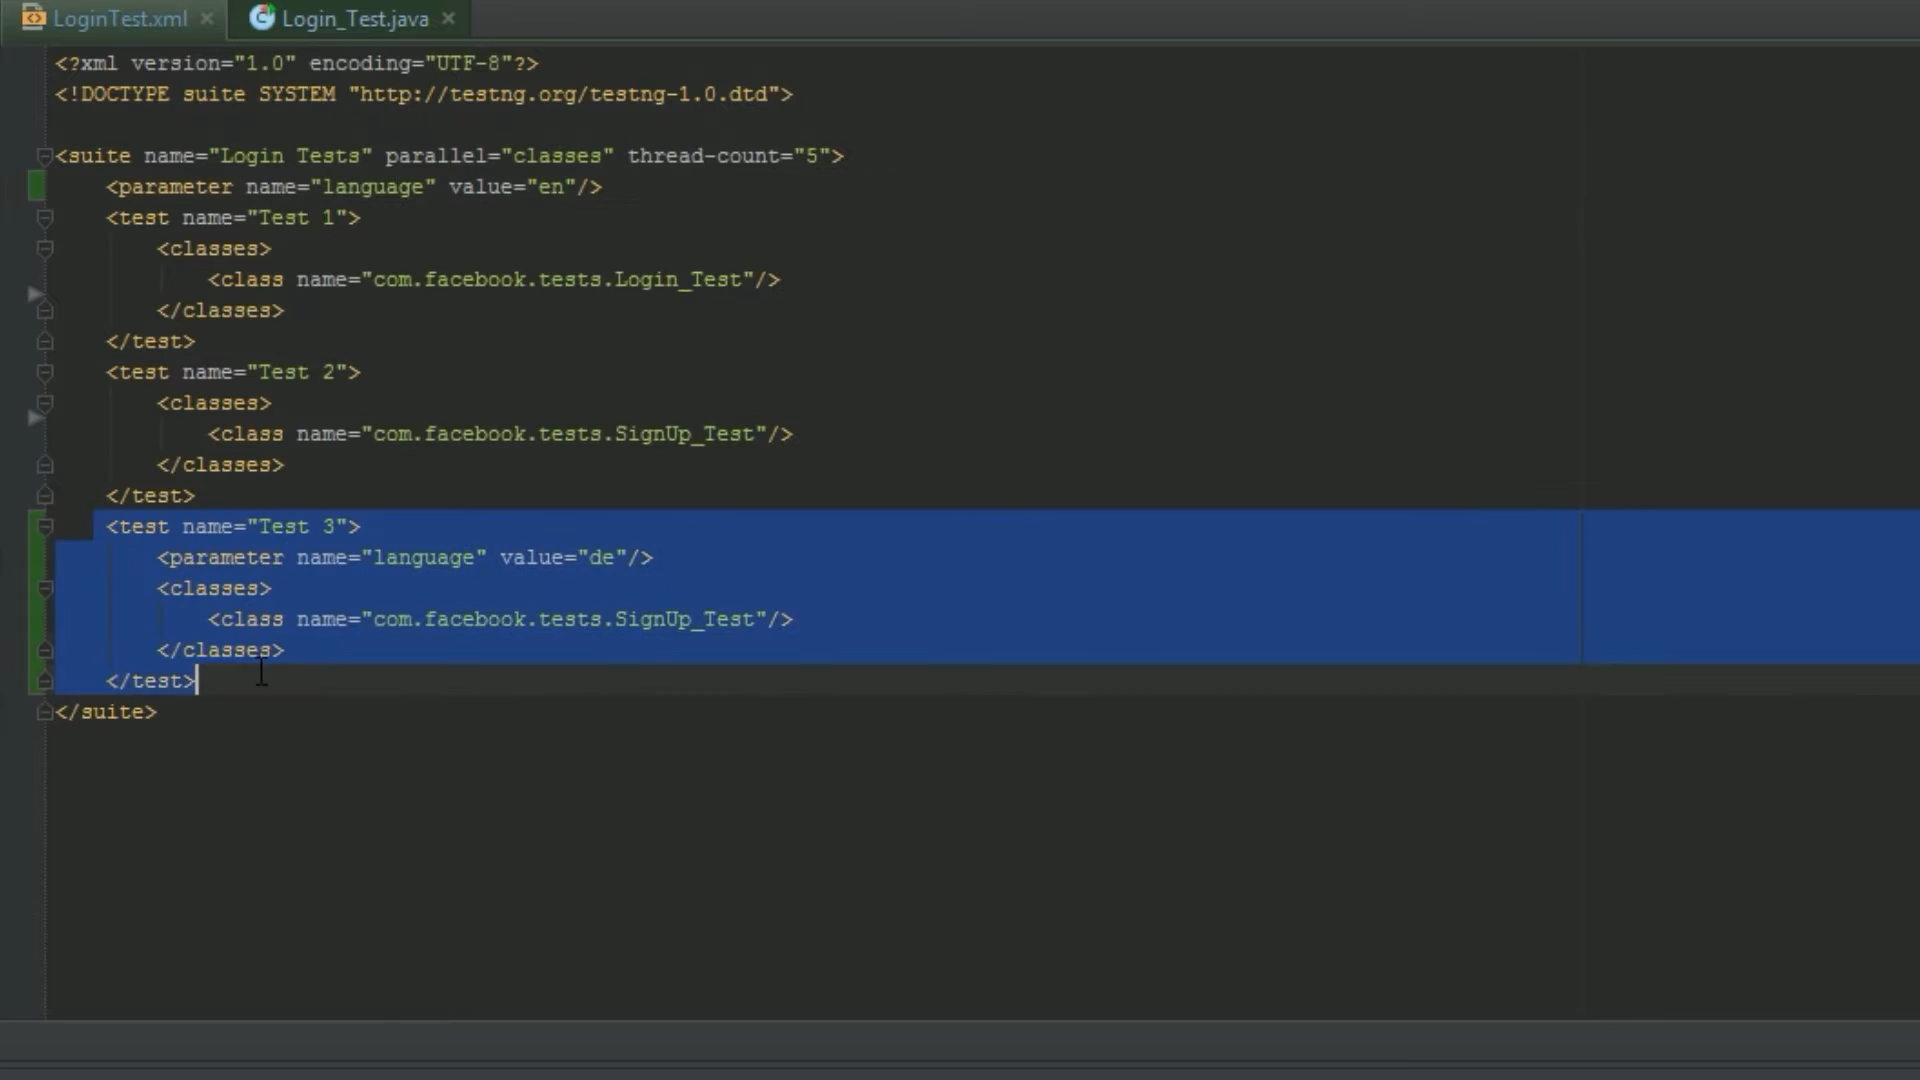 LoginTest.xml Login_Test.java
<?xml version="1.0" encoding="UTF-8"?>
<!DOCTYPE suite SYSTEM "http://testng.org/testng-1.0.dtd">
<suite name="Login Tests" parallel="classes" thread-count="5">
<parameter name="language" value="en"/>
<test name="Test 1">
<classes>
<class name="com.facebook.tests.Login_Test"/>
</classes>
</test>
<test name="Test 2">
<classes>
<class name="com.facebook.tests.SignUp_Test"/>
</classes>
</test>
<test name="Test 3">
<parameter name="language" value="de"/>
<classes>
<class name="com.facebook.tests.SignUp_Test"/>
</classes>
</test>
</suite>